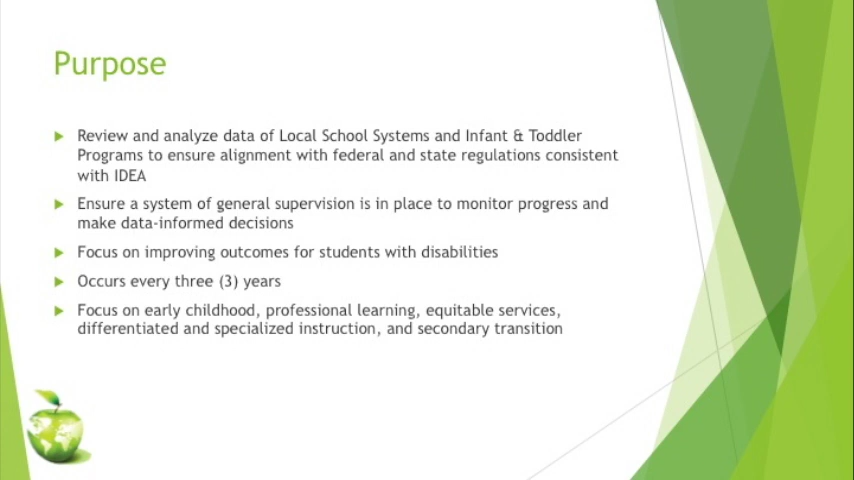 Purpose
Review and analyze data of Local School Systems and Infant & Toddler
Programs to ensure alignment with federal and state regulations consistent
with IDEA
Ensure a system of general supervision is in place to monitor progress and
make data-informed decisions
Focus on improving outcomes for students with disabilities
Occurs every three (3) years
Focus on early childhood, professional learning, equitable services,
differentiated and specialized instruction, and secondary transition